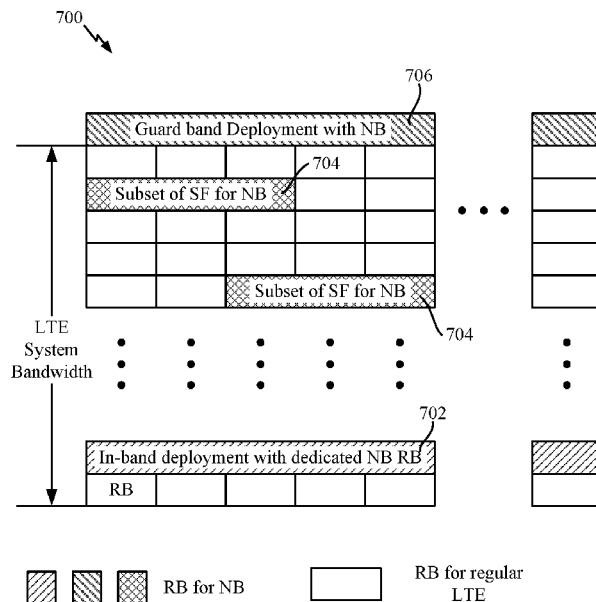 700
706
Guard band Deployment with NB
704
Subset of SF for NB
Subset of SF for NB
704
LTE
System
Bandwidth
702
In-band deployment with dedicated NB RB
RB
RB for NB
RB for regular
LTE